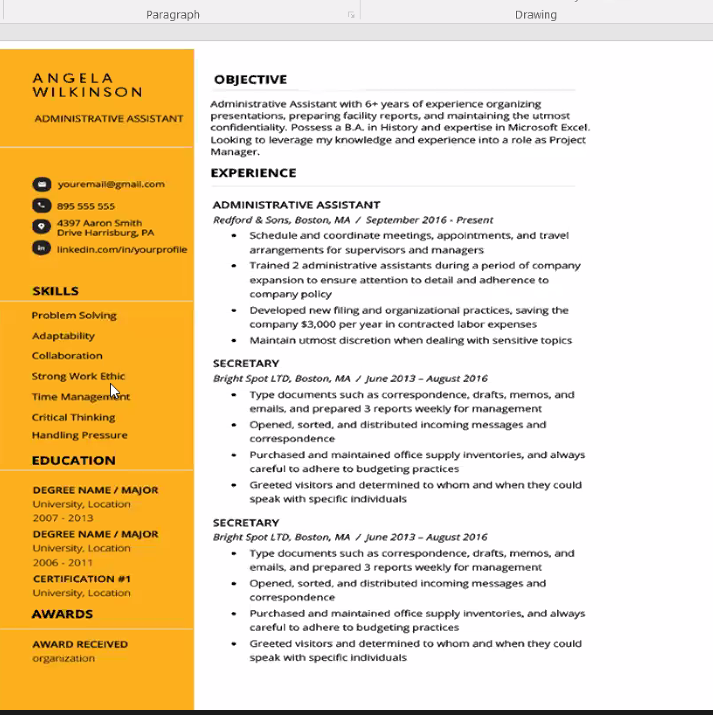 Paragraph
Drawing
ANGELA
WILKINSON
ADMINISTRATIVE ASSISTANT
youremail@gmail.com
895 555 555
4397 Aaron Smith
Drive Harrisburg, PA
in
linkedin.com/in/yourprofile
SKILLS
Problem Solving
Adaptability
Collaboration
Strong Work Ethic
Time Management
Critical Thinking
Handling Pressure
EDUCATION
DEGREE NAME / MAJOR
University, Location
2007 - 2013
DEGREE NAME / MAJOR
University, Location
2006 - 2011
CERTIFICATION #1
University, Location
AWARDS
AWARD RECEIVED
organization
OBJECTIVE
Administrative Assistant with 6+ years of experience organizing
presentations, preparing facility reports, and maintaining the utmost
confidentiality. Possess a B.A. in History and expertise in Microsoft Excel.
Looking to leverage my knowledge and experience into a role as Project
Manager.
EXPERIENCE
ADMINISTRATIVE ASSISTANT
Redford & Sons, Boston, MA / September 2016 - Present
• Schedule and coordinate meetings, appointments, and travel
arrangements for supervisors and managers
• Trained 2 administrative assistants during a period of company
expansion to ensure attention to detail and adherence to
company policy
• Developed new filing and organizational practices, saving the
company $3,000 per year in contracted labor expenses
• Maintain utmost discretion when dealing with sensitive topics
SECRETARY
Bright Spot LTD, Boston, MA / June 2013 – August 2016
• Type documents such as correspondence, drafts, memos, and
emails, and prepared 3 reports weekly for management
• Opened, sorted, and distributed incoming messages and
correspondence
• Purchased and maintained office supply inventories, and always
careful to adhere to budgeting practices
• Greeted visitors and determined to whom and when they could
speak with specific individuals
SECRETARY
Bright Spot LTD, Boston, MA / June 2013 – August 2016
• Type documents such as correspondence, drafts, memos, and
emails, and prepared 3 reports weekly for management
• Opened, sorted, and distributed incoming messages and
correspondence
• Purchased and maintained office supply inventories, and always
careful to adhere to budgeting practices
• Greeted visitors and determined to whom and when they could
speak with specific individuals